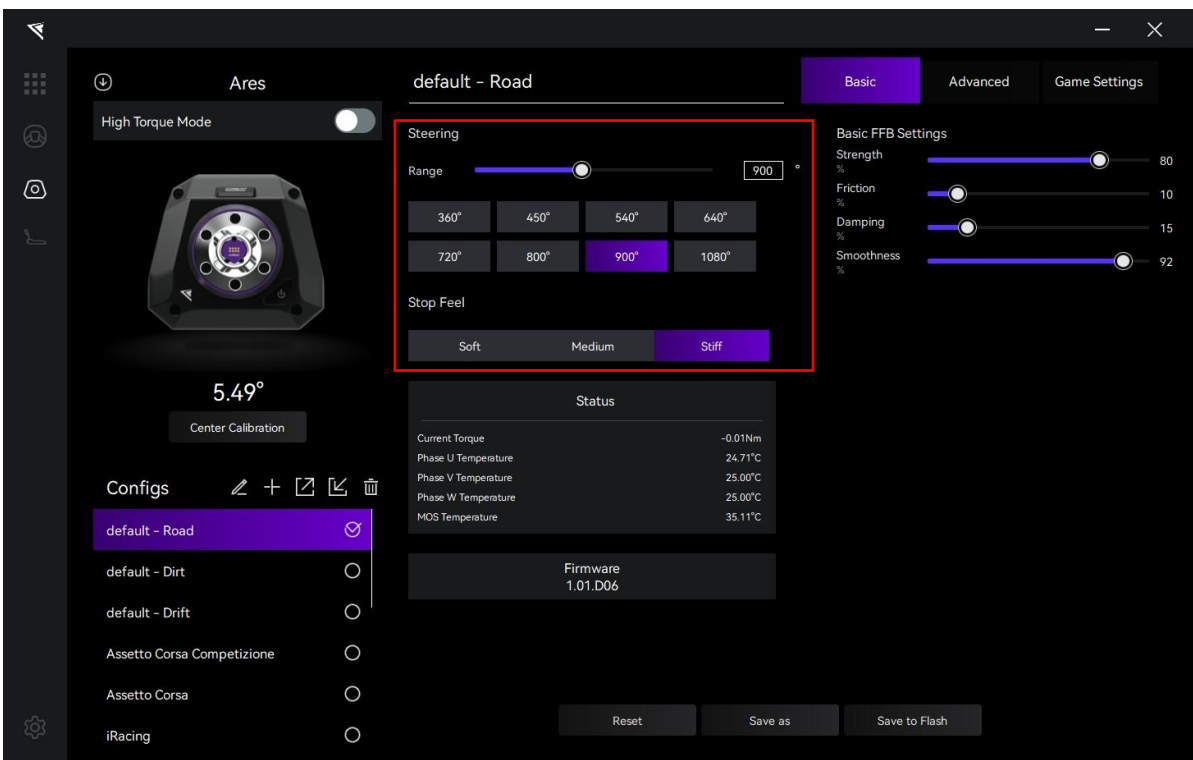 Ares
default - Road
Basic
Advanced
Game Settings
High Torque Mode
Steering
Range
900 °
360°
450°
540°
640°
720°
800°
900°
1080°
Stop Feel
Soft
Medium
Stiff
Basic FFB Settings
Strength
%
80
Friction
%
10
Damping
%
15
Smoothness
%
92
5.49°
Center Calibration
Status
Current Torque
-0.01Nm
Phase U Temperature
24.71°C
Phase V Temperature
25.00°C
Phase W Temperature
25.00°C
MOS Temperature
35.11°C
Firmware
1.01.D06
Configs
default - Road
default - Dirt
default - Drift
Assetto Corsa Competizione
Assetto Corsa
iRacing
Reset
Save as
Save to Flash